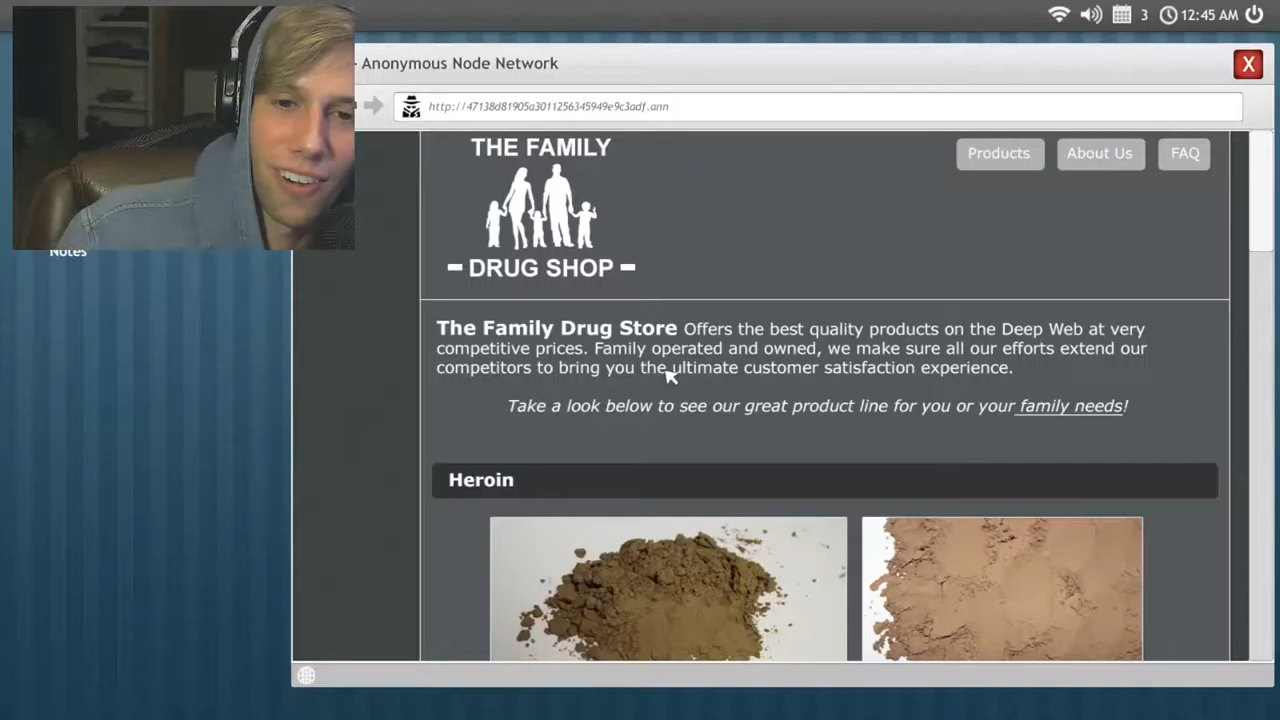 3 12:45 AM
- Anonymous Node Network
X
http://47138d81905a3011256345949e9c3adf.ann
THE FAMILY
- DRUG SHOP -
Products About Us FAQ
Notes
The Family Drug Store Offers the best quality products on the Deep Web at very
competitive prices. Family operated and owned, we make sure all our efforts extend our
competitors to bring you the ultimate customer satisfaction experience.
Take a look below to see our great product line for you or your family needs!
Heroin